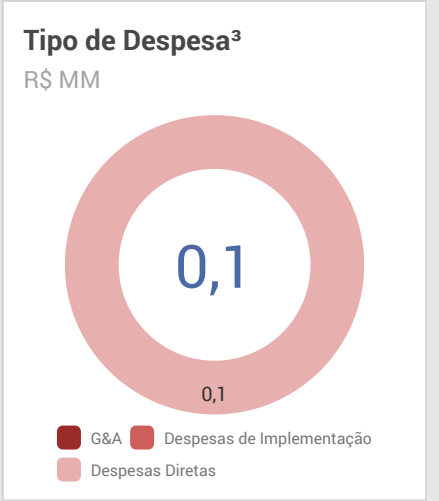 Tipo de Despesa³
R$ MM
0,1
0,1
G&A Despesas de Implementação
Despesas Diretas